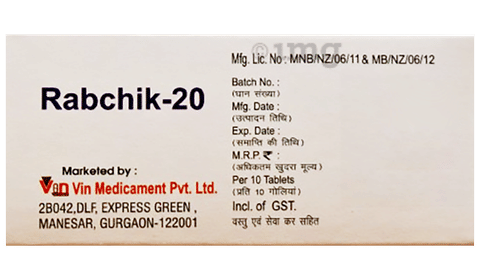 1mg
Mfg. Lic. No : MNB/NZ/06/11 & MB/NZ/06/12
Rabchik-20
Batch No. :
(घान संख्या)
Mfg. Date :
(उत्पादन तिथि)
Exp. Date :
(समाप्ति की तिथि)
M.R.P. ₹ :
(अधिकतम खुदरा मूल्य)
Per 10 Tablets
(प्रति 10 गोलियां)
Incl. of GST.
वस्तु एवं सेवा कर सहित
Marketed by :
Van Vin Medicament Pvt. Ltd.
2B042,DLF, EXPRESS GREEN ,
MANESAR, GURGAON-122001